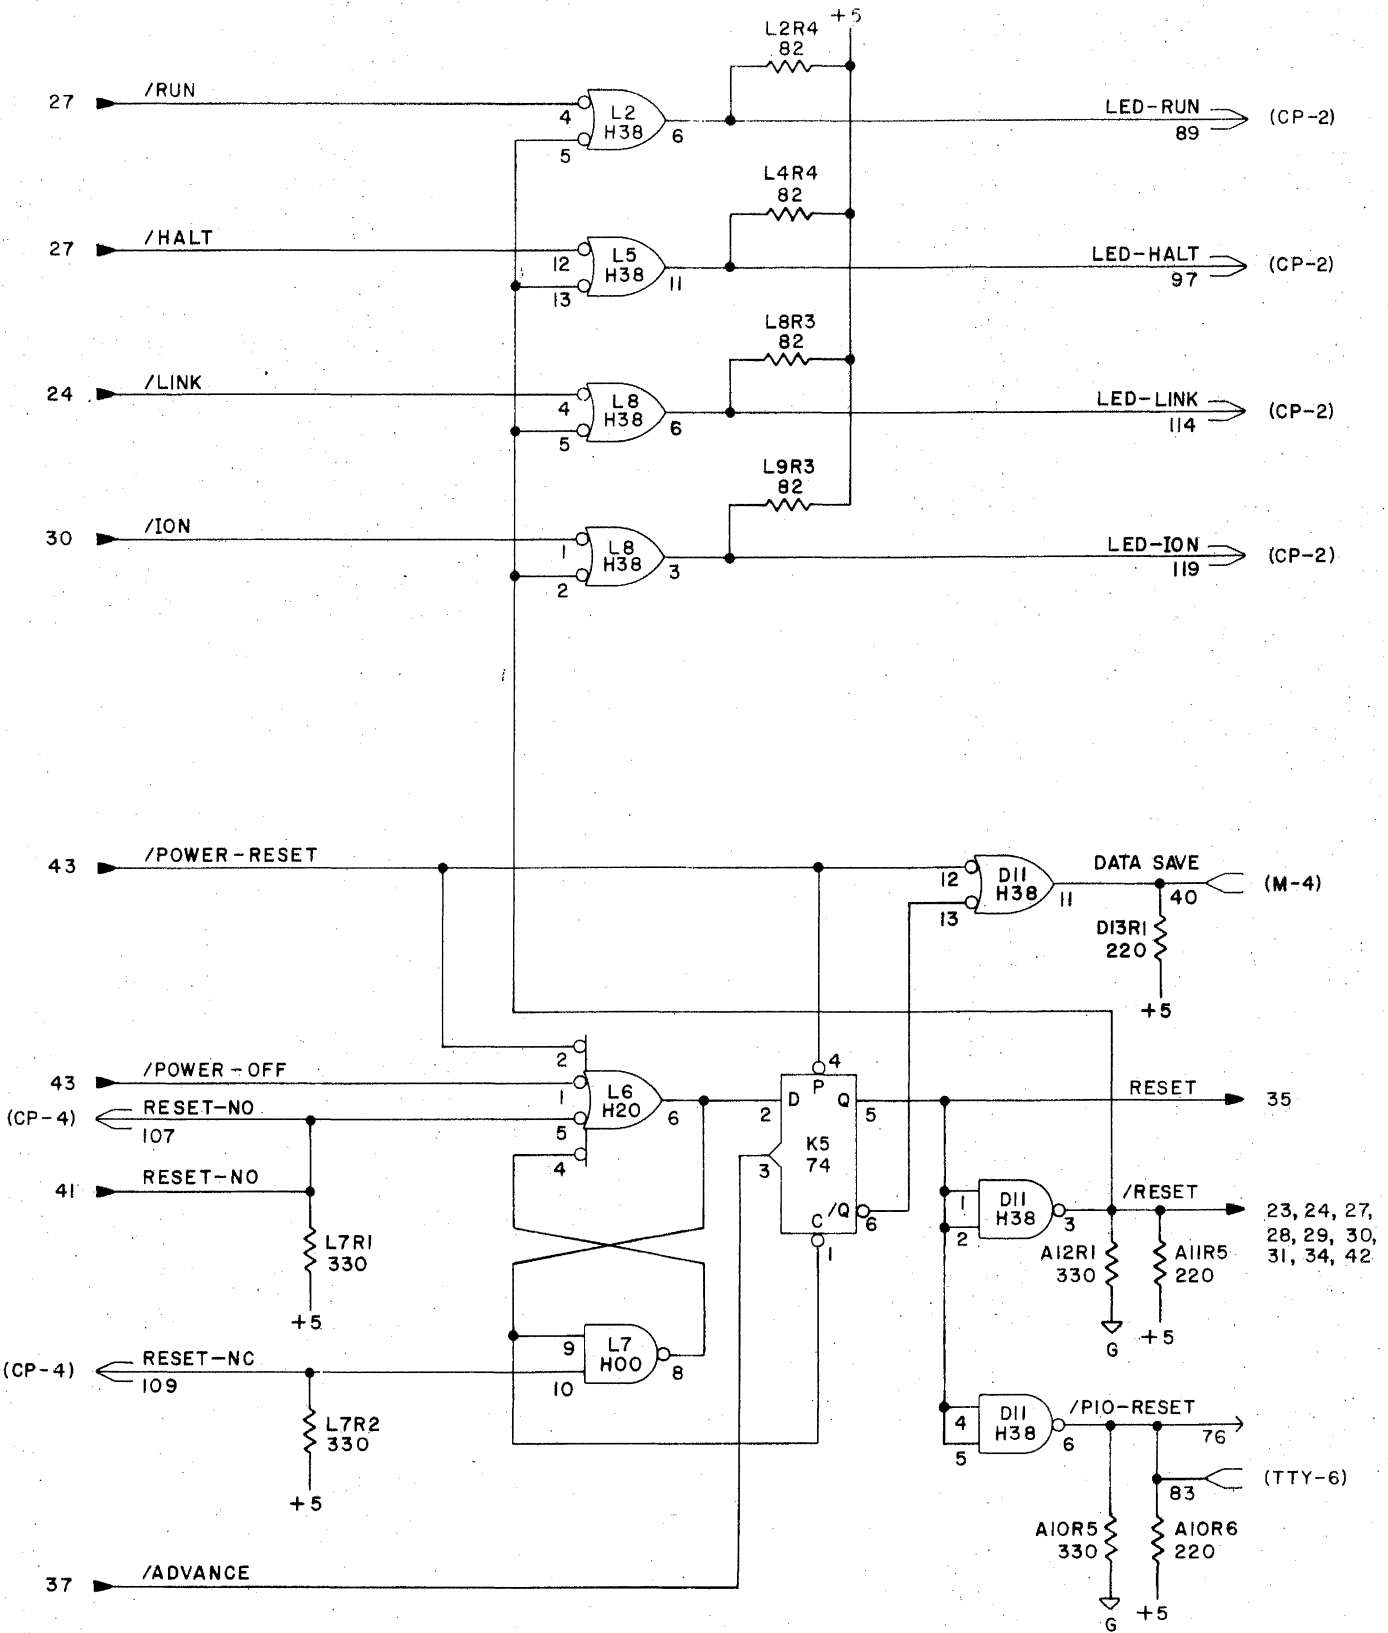 +5
L2R4
82
27 /RUN
4
5
L2
H38
6
LED-RUN
89
(CP-2)
L4R4
82
27 /HALT
12
13
L5
H38
11
LED-HALT
97
(CP-2)
L8R3
82
24 /LINK
4
5
L8
H38
6
LED-LINK
114
(CP-2)
L9R3
82
30 /ION
1
2
L8
H38
3
LED-ION
119
(CP-2)
43 /POWER-RESET
12
13
D11
H38
11
DATA SAVE
40
(M-4)
D13R1
220
+5
2
43 /POWER-OFF
1
(CP-4) RESET-NO
107
5
4
L6
H20
6
41 RESET-NO
L7R1
330
+5
4
P
2 D Q 5
K5
74
3
/Q 6
C
1
RESET 35
1
2
D11
H38
3
/RESET
23, 24, 27,
28, 29, 30,
31, 34, 42
A12R1
330
G
A11R5
220
+5
(CP-4) RESET-NC
109
9
10
L7
H00
8
L7R2
330
+5
4
5
D11
H38
6
/PIO-RESET
76
83
(TTY-6)
A10R5
330
G
A10R6
220
+5
37 /ADVANCE